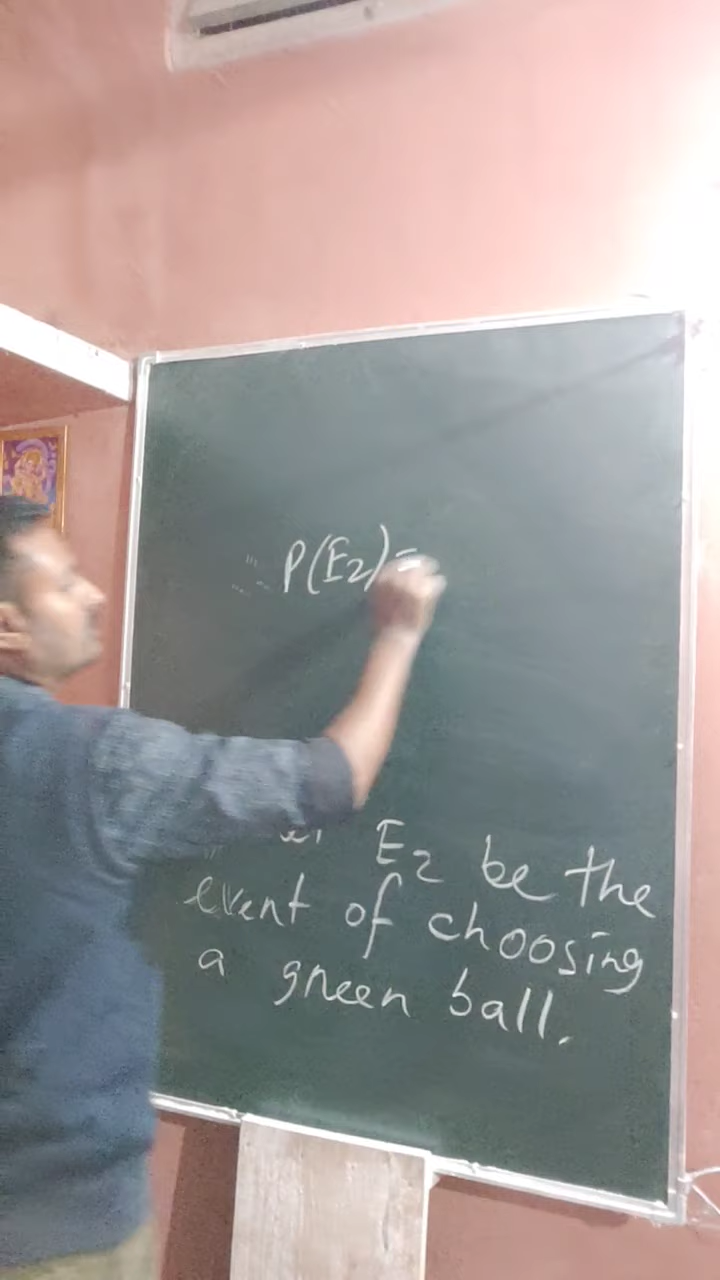 P(E2) =
E2 be the
event of choosing
a green ball.